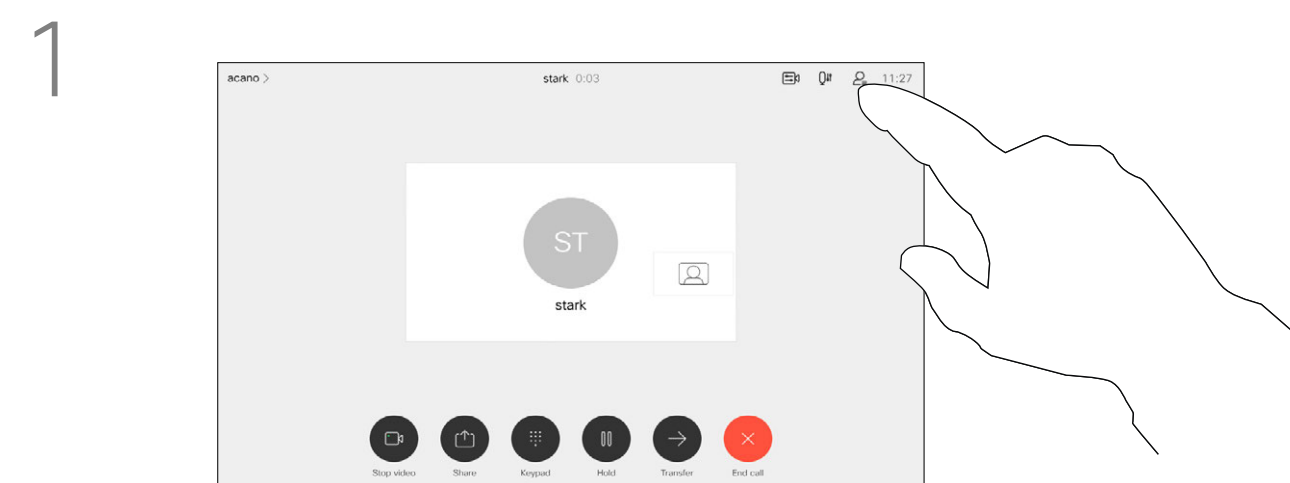 1
acano >
stark 0:03
11:27
ST
stark
Stop video
Share
Keypad
Hold
Transfer
End call